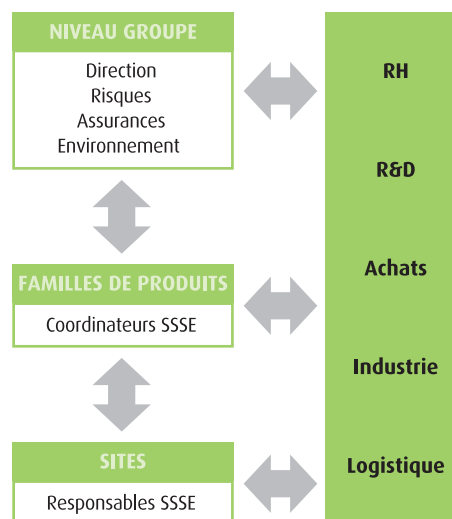 NIVEAU GROUPE
Direction
Risques
Assurances
Environnement
FAMILLES DE PRODUITS
Coordinateurs SSSE
SITES
Responsables SSSE
RH
R&D
Achats
Industrie
Logistique